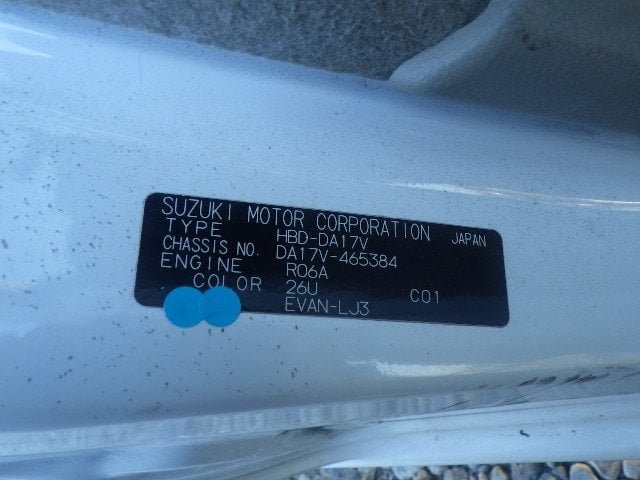 SUZUKI MOTOR CORPORATION JAPAN
TYPE HBD-DA17V
CHASSIS NO. DA17V-465384
ENGINE R06A
COLOR 26U C01
EVAN-LJ3